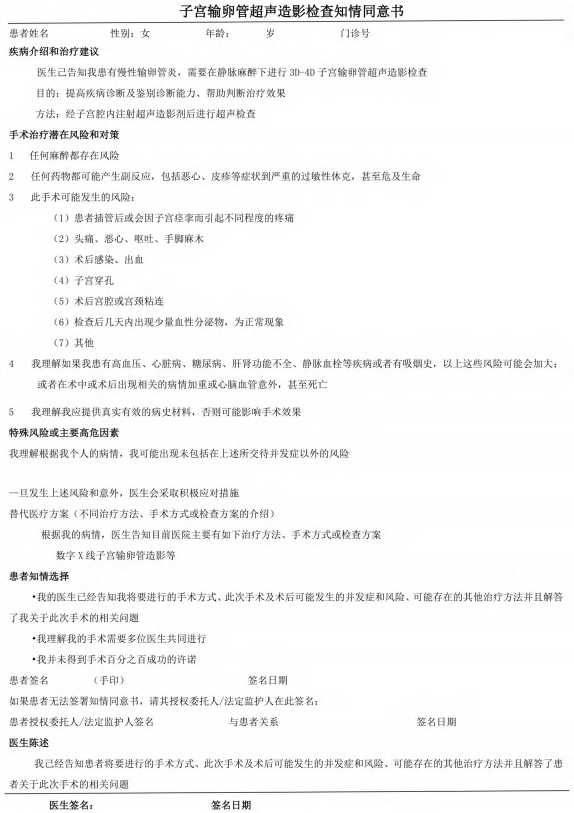 子宫输卵管超声造影检查知情同意书
患者姓名 性别：女 年龄： 岁 门诊号
疾病介绍和治疗建议
医生已告知我患有慢性输卵管炎，需要在静脉麻醉下进行3D-4D子宫输卵管超声造影检查
目的：提高疾病诊断及鉴别诊断能力、帮助判断治疗效果
方法：经子宫腔内注射超声造影剂后进行超声检查
手术治疗潜在风险和对策
1 任何麻醉都存在风险
2 任何药物都可能产生副反应，包括恶心、皮疹等症状到严重的过敏性休克，甚至危及生命
3 此手术可能发生的风险：
（1）患者插管后或会因子宫痉挛而引起不同程度的疼痛
（2）头痛、恶心、呕吐、手脚麻木
（3）术后感染、出血
（4）子宫穿孔
（5）术后宫腔或宫颈粘连
（6）检查后几天内出现少量血性分泌物，为正常现象
（7）其他
4 我理解如果我患有高血压、心脏病、糖尿病、肝肾功能不全、静脉血栓等疾病或者有吸烟史，以上这些风险可能会加大；
或者在术中或术后出现相关的病情加重或心脑血管意外，甚至死亡
5 我理解我应提供真实有效的病史材料，否则可能影响手术效果
特殊风险或主要高危因素
我理解根据我个人的病情，我可能出现未包括在上述所交待并发症以外的风险
一旦发生上述风险和意外，医生会采取积极应对措施
替代医疗方案（不同治疗方法、手术方式或检查方案的介绍）
根据我的病情，医生告知目前医院主要有如下治疗方法、手术方式或检查方案
数字X线子宫输卵管造影等
患者知情选择
•我的医生已经告知我将要进行的手术方式、此次手术及术后可能发生的并发症和风险、可能存在的其他治疗方法并且解答
了我关于此次手术的相关问题
•我理解我的手术需要多位医生共同进行
•我并未得到手术百分之百成功的许诺
患者签名 （手印） 签名日期
如果患者无法签署知情同意书，请其授权委托人/法定监护人在此签名：
患者授权委托人/法定监护人签名 与患者关系 签名日期
医生陈述
我已经告知患者将要进行的手术方式、此次手术及术后可能发生的并发症和风险、可能存在的其他治疗方法并且解答了患
者关于此次手术的相关问题
医生签名： 签名日期